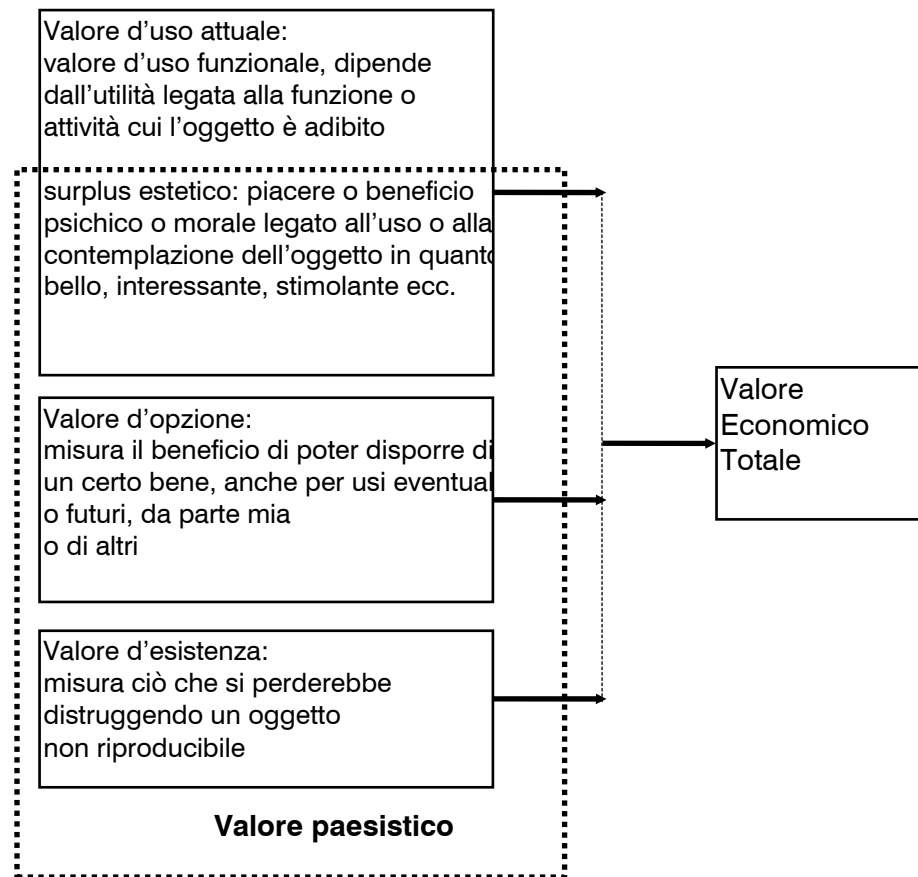 Valore d’uso attuale:
valore d’uso funzionale, dipende
dall’utilità legata alla funzione o
attività cui l’oggetto è adibito
surplus estetico: piacere o beneficio
psichico o morale legato all’uso o alla
contemplazione dell’oggetto in quanto
bello, interessante, stimolante ecc.
Valore d’opzione:
misura il beneficio di poter disporre di
un certo bene, anche per usi eventual
o futuri, da parte mia
o di altri
Valore d’esistenza:
misura ciò che si perderebbe
distruggendo un oggetto
non riproducibile
Valore paesistico
Valore
Economico
Totale